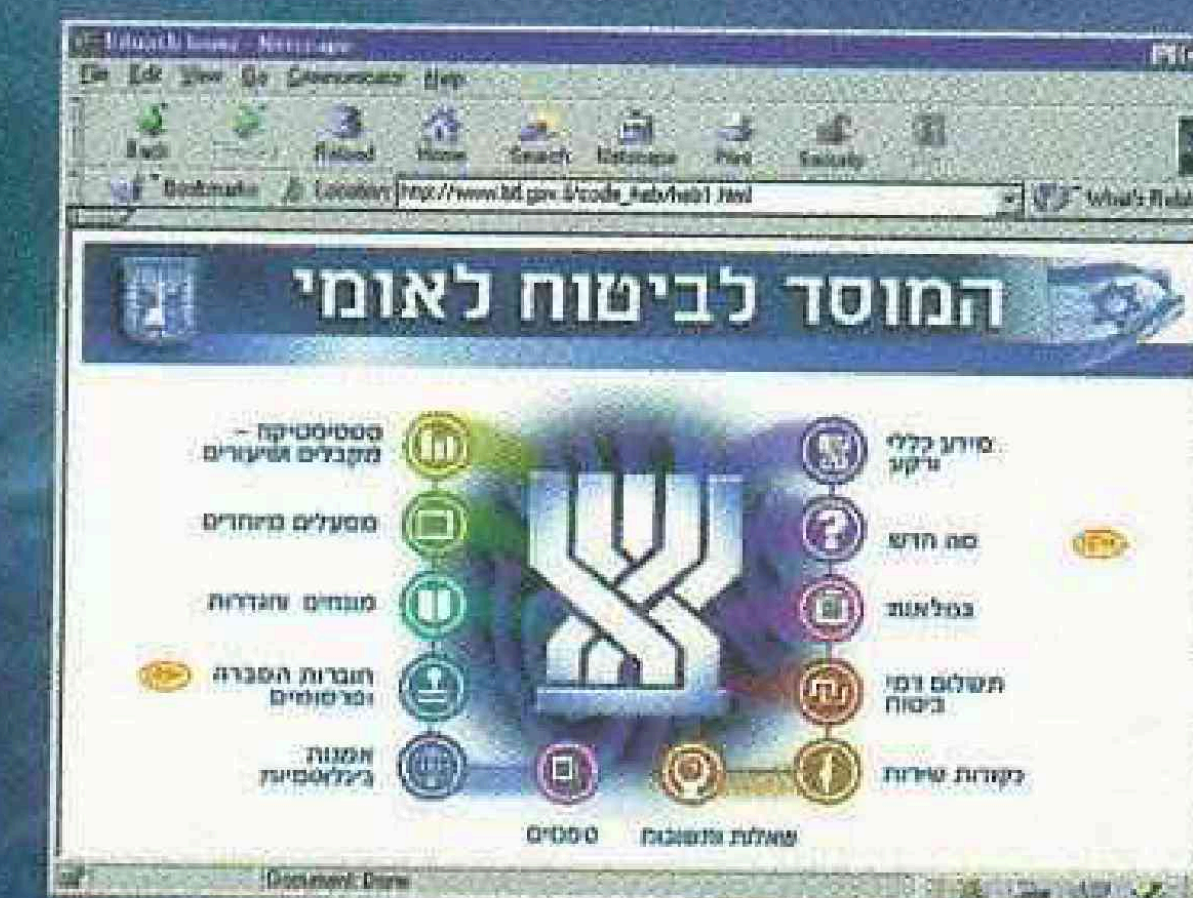 Netscape
File Edit View Go Communicator Help
Back Reload Home Search Netscape Print Security
Bookmarks Location: What's Related
המוסד לביטוח לאומי
מידע כללי
ורקע
מה חדש
גמלאות
תשלום דמי
ביטוח
נקודות שירות
סטטיסטיקה –
מקבלים ושיעורים
מפעלים מיוחדים
מונחים והגדרות
חוברות הסברה
ופרסומים
אמנות
בינלאומיות
שאלות ותשובות
טפסים
Document: Done